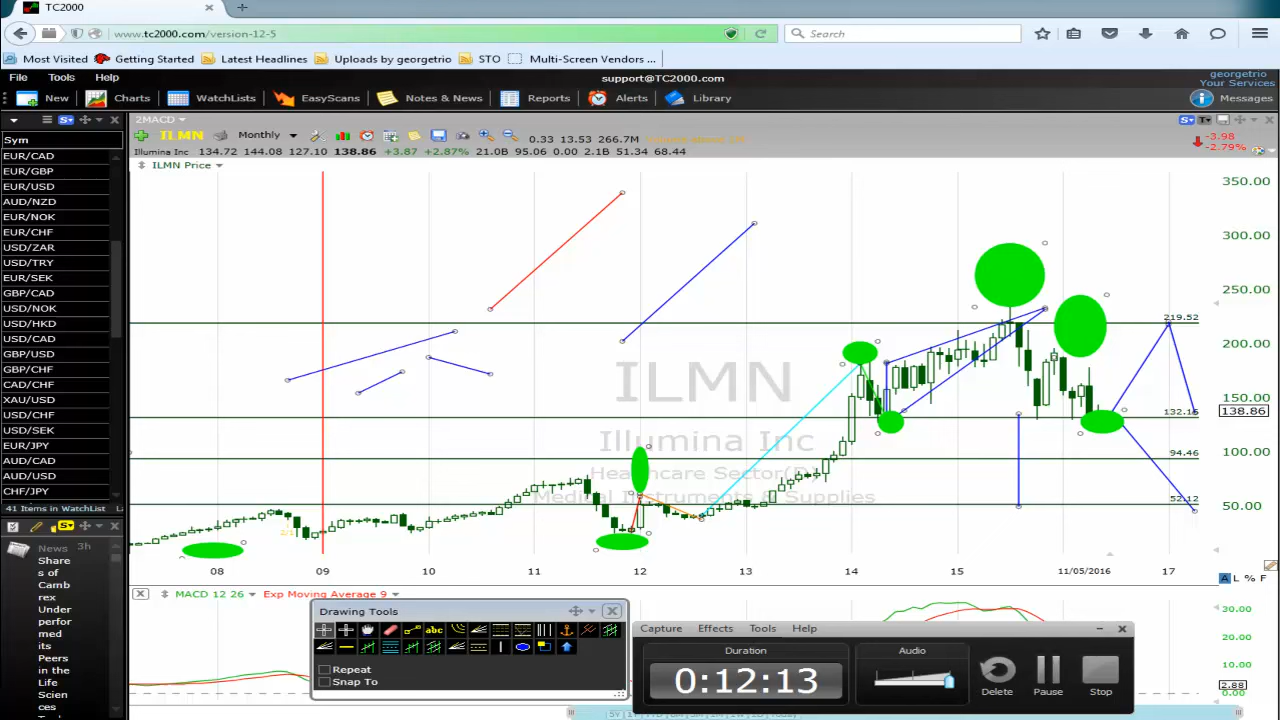 TC2000
www.tc2000.com/version-12-5
Search
Most Visited Getting Started Latest Headlines Uploads by georgetrio STO Multi-Screen Vendors ...
File Tools Help
support@TC2000.com
georgetrio
Your Services
New Charts WatchLists EasyScans Notes & News Reports Alerts Library
Messages
2MACD
Sym
ILMN Monthly
0.33 13.53 266.7M
-3.98
-2.79%
Illumina Inc 134.72 144.08 127.10 138.86 +3.87 +2.87% 21.0B 95.06 0.00 2.1B 51.34 68.44
ILMN Price
EUR/CAD
EUR/GBP
EUR/USD
AUD/NZD
EUR/NOK
EUR/CHF
USD/ZAR
USD/TRY
EUR/SEK
GBP/CAD
USD/NOK
USD/HKD
USD/CAD
GBP/USD
GBP/CHF
CAD/CHF
XAU/USD
USD/CHF
USD/SEK
EUR/JPY
AUD/CAD
AUD/USD
CHF/JPY
41 Items in WatchList
350.00
300.00
250.00
219.52
200.00
150.00
132.16
138.86
100.00
94.46
52.12
50.00
ILMN
Illumina Inc
Healthcare Sector(D)
Medical Instruments & Supplies
08 09 10 11 12 13 14 15 11/05/2016 17
A L % F
News 3h
Share
s of
Camb
rex
Under
perfor
med
its
Peers
in the
Life
Scien
ces
MACD 12 26 Exp Moving Average 9
30.00
20.00
10.00
2.88
0.00
Drawing Tools
abc
Repeat
Snap To
Capture Effects Tools Help
Duration
0:12:13
Audio
Delete Pause Stop